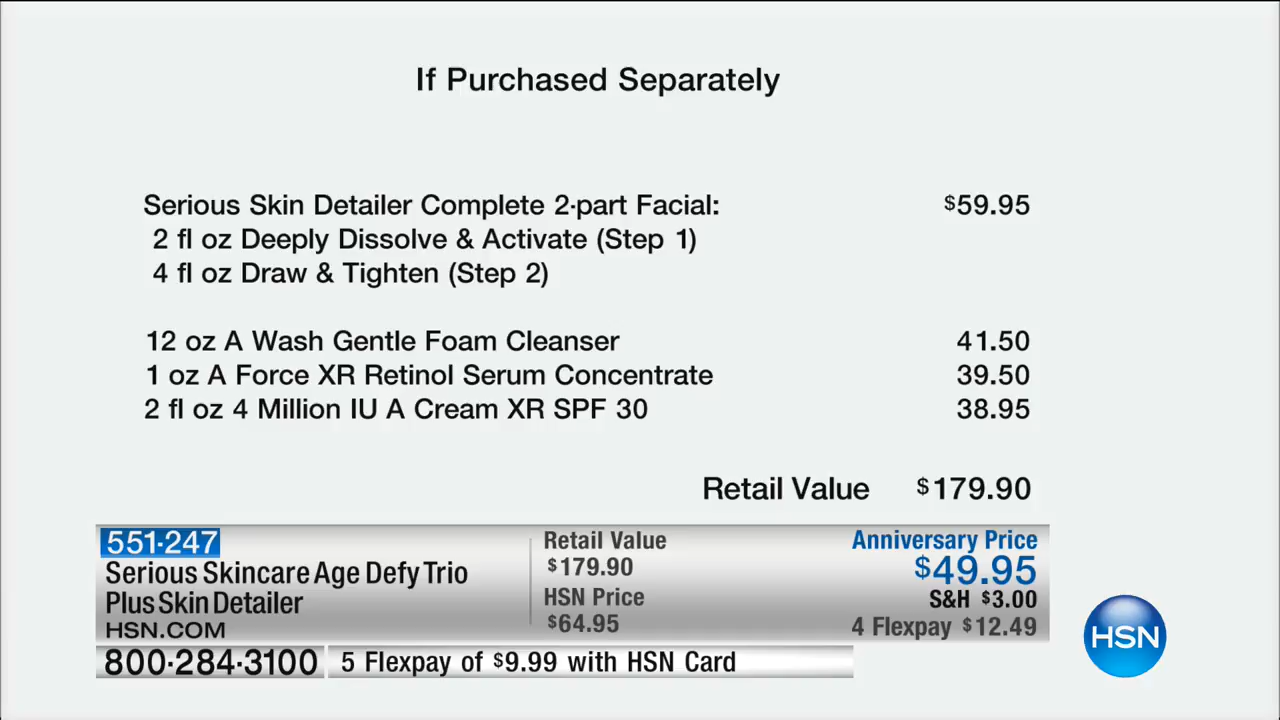 If Purchased Separately
Serious Skin Detailer Complete 2-part Facial: $59.95
2 fl oz Deeply Dissolve & Activate (Step 1)
4 fl oz Draw & Tighten (Step 2)
12 oz A Wash Gentle Foam Cleanser 41.50
1 oz A Force XR Retinol Serum Concentrate 39.50
2 fl oz 4 Million IU A Cream XR SPF 30 38.95
Retail Value $179.90
551-247
Serious Skincare Age Defy Trio
Plus Skin Detailer
HSN.COM
Retail Value
$179.90
HSN Price
$64.95
Anniversary Price
$49.95
S&H $3.00
4 Flexpay $12.49
HSN
800-284-3100
5 Flexpay of $9.99 with HSN Card